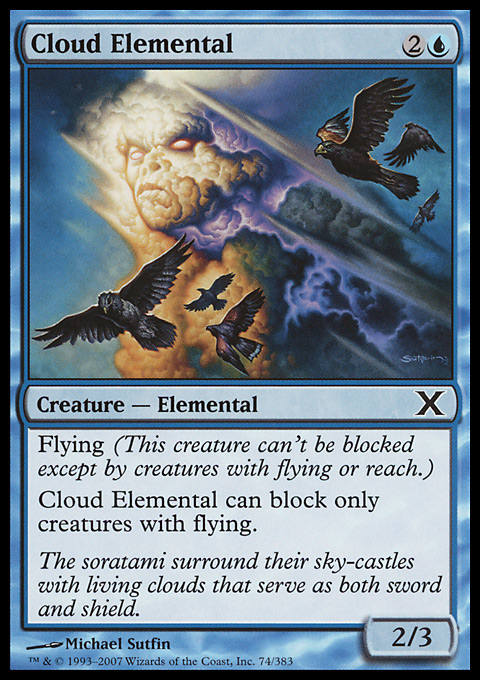 Cloud Elemental 2
Creature — Elemental X
Flying (This creature can't be blocked
except by creatures with flying or reach.)
Cloud Elemental can block only
creatures with flying.
The soratami surround their sky-castles
with living clouds that serve as both sword
and shield.
2/3
Michael Sutfin
™ & © 1993–2007 Wizards of the Coast, Inc. 74/383